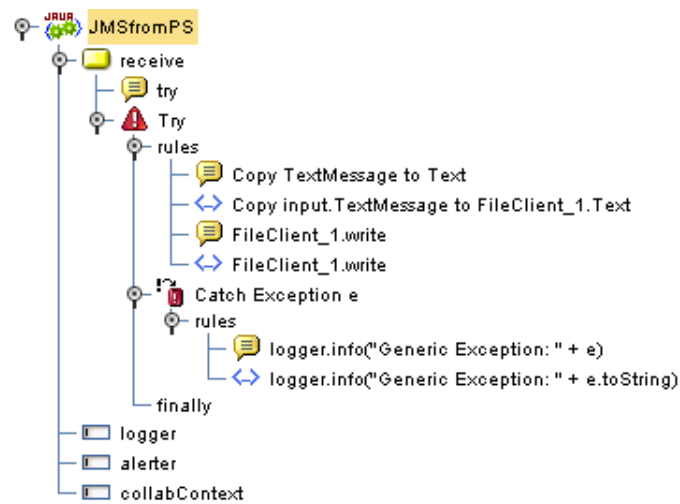 JAVA
JMSfromPS
receive
try
Try
rules
Copy TextMessage to Text
Copy input.TextMessage to FileClient_1.Text
FileClient_1.write
FileClient_1.write
Catch Exception e
rules
logger.info("Generic Exception: " + e)
logger.info("Generic Exception: " + e.toString)
finally
logger
alerter
collabContext